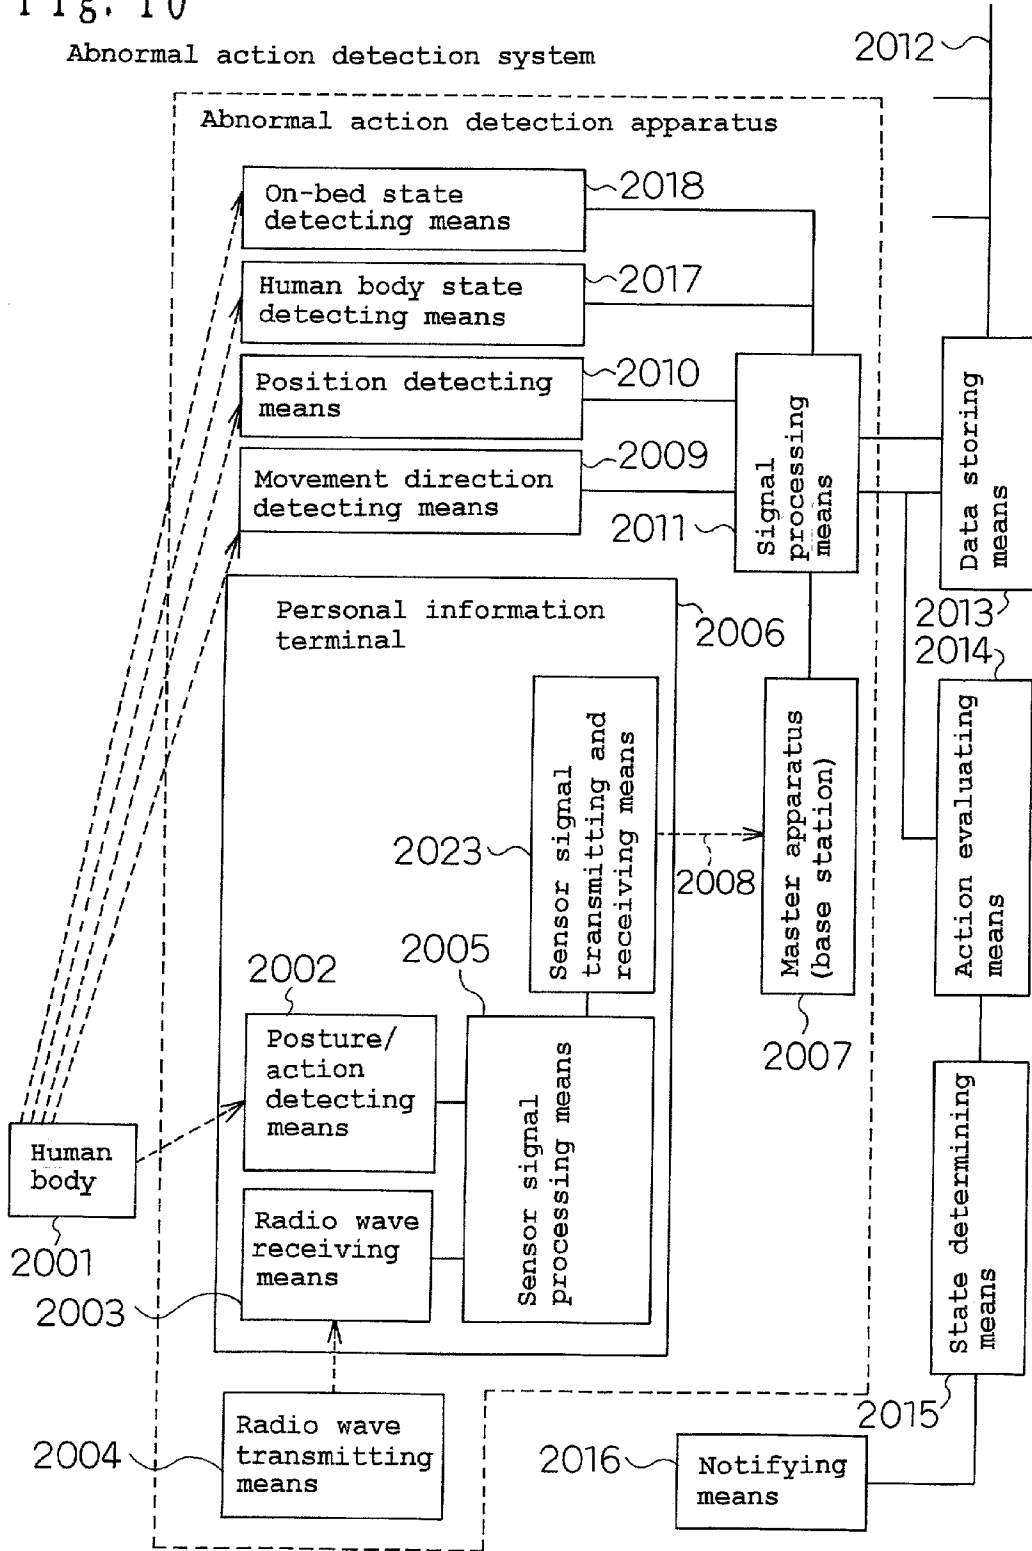 Fig. 10
Abnormal action detection system
2012
Abnormal action detection apparatus
On-bed state
detecting means
2018
Human body state
detecting means
2017
Position detecting
means
2010
Movement direction
detecting means
2009
2011
Signal
processing
means
Data storing
means
2013
Personal information
terminal
2006
2014
Sensor signal
transmitting and
receiving means
2023
2008
Master apparatus
(base station)
2007
Action evaluating
means
2005
2002
Posture/
action
detecting
means
Sensor signal
processing means
Human
body
2001
Radio wave
receiving
means
2003
State determining
means
2015
Radio wave
transmitting
means
2004
2016
Notifying
means